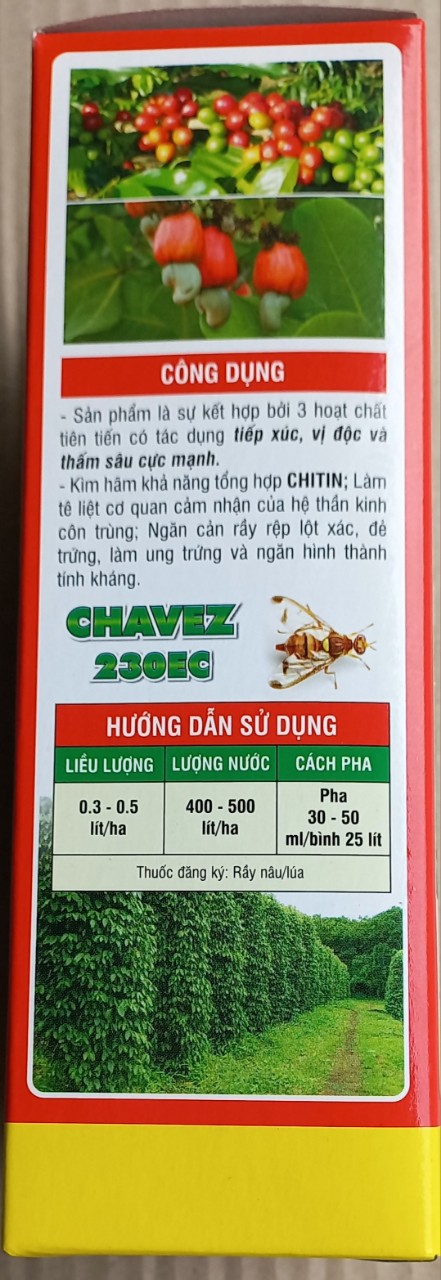 CÔNG DỤNG
- Sản phẩm là sự kết hợp bởi 3 hoạt chất
tiên tiến có tác dụng tiếp xúc, vị độc và
thấm sâu cực mạnh.
- Kìm hãm khả năng tổng hợp CHITIN; Làm
tê liệt cơ quan cảm nhận của hệ thần kinh
côn trùng; Ngăn cản rầy rệp lột xác, đẻ
trứng, làm ung trứng và ngăn hình thành
tính kháng.
CHAVEZ
230EC
HƯỚNG DẪN SỬ DỤNG
LIỀU LƯỢNG LƯỢNG NƯỚC CÁCH PHA
0.3 - 0.5 400 - 500 Pha
lít/ha lít/ha 30 - 50
ml/bình 25 lít
Thuốc đăng ký: Rầy nâu/lúa